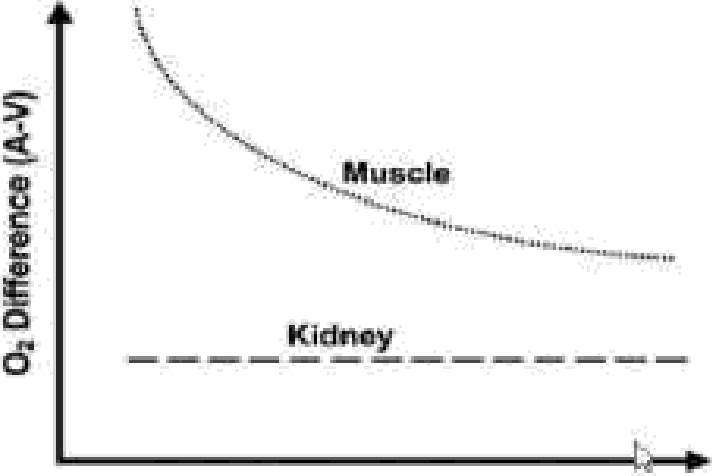 O₂ Difference (A-V)
Muscle
Kidney